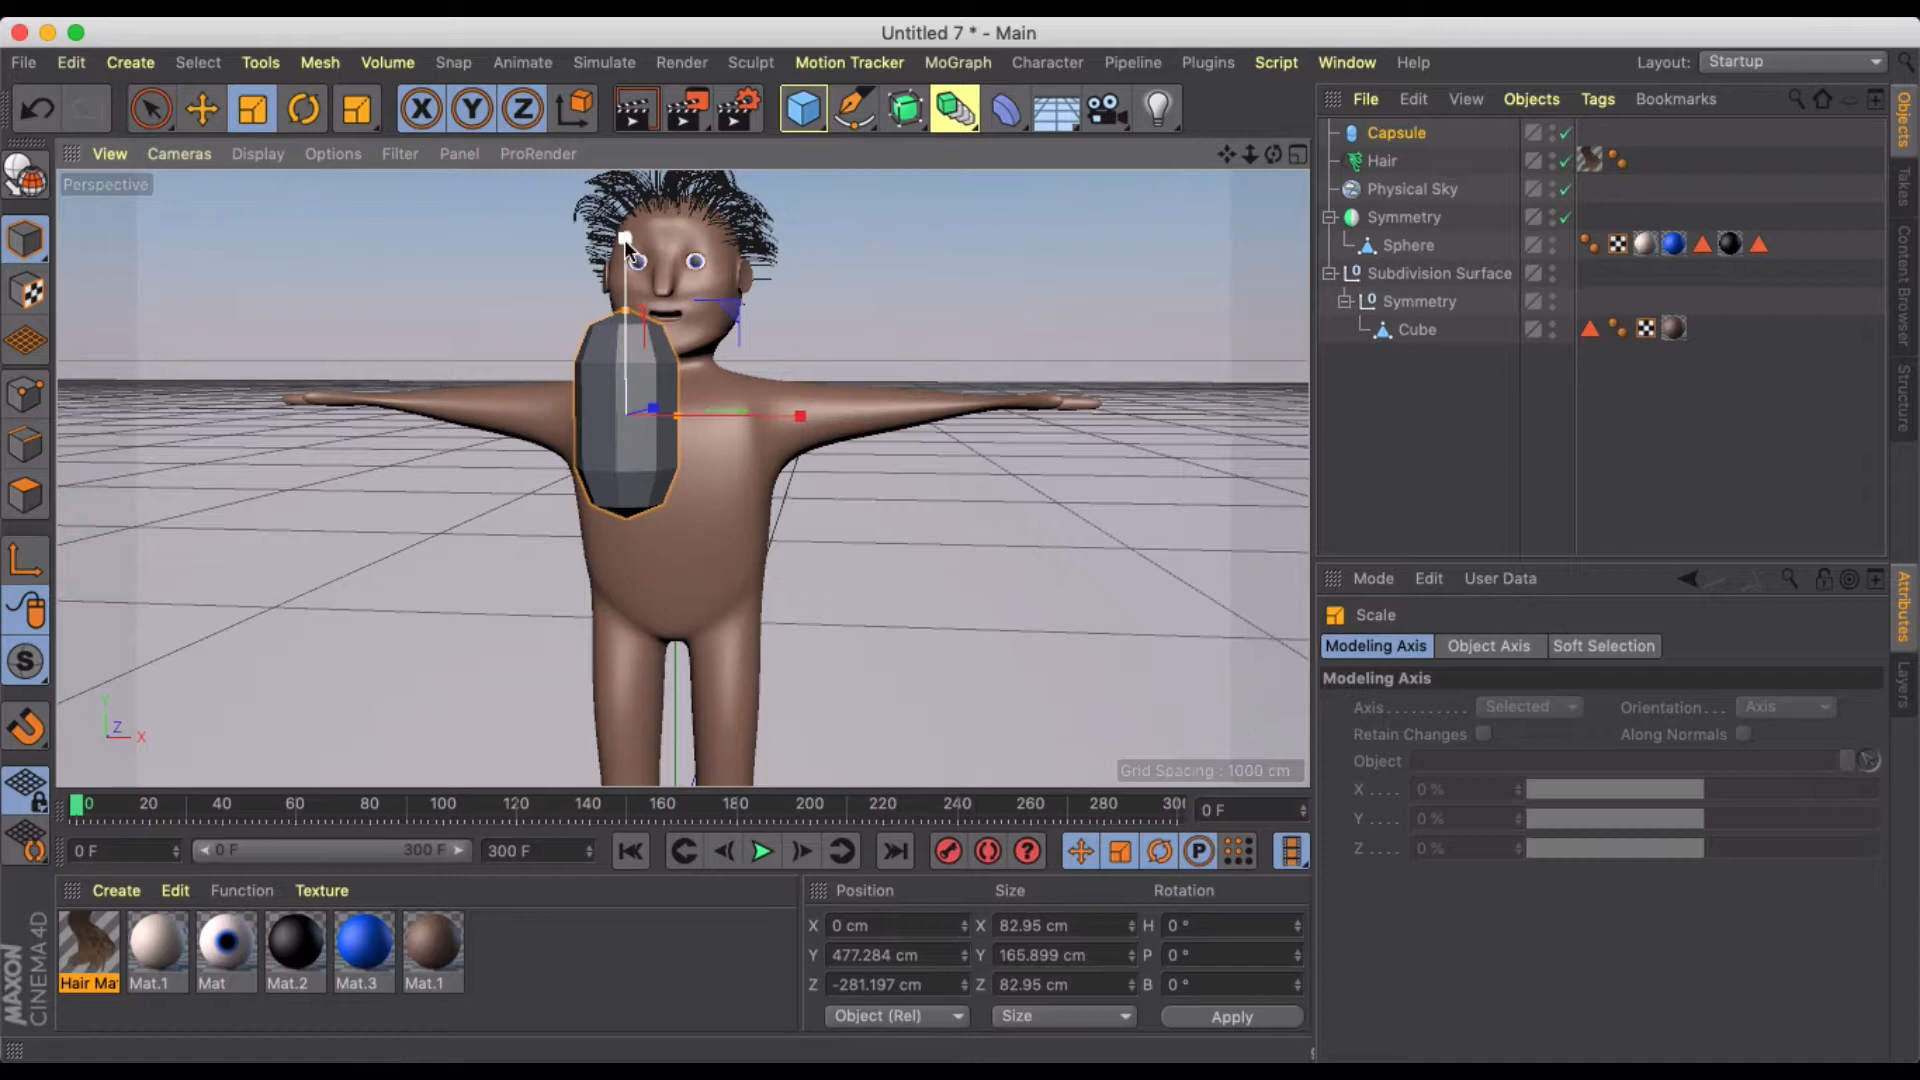 Untitled 7 * - Main
File Edit Create Select Tools Mesh Volume Snap Animate Simulate Render Sculpt Motion Tracker MoGraph Character Pipeline Plugins Script Window Help Layout: Startup
X Y Z
File Edit View Objects Tags Bookmarks
View Cameras Display Options Filter Panel ProRender
Perspective
Capsule
Hair
Physical Sky
Symmetry
Sphere
Subdivision Surface
Symmetry
Cube
Objects
Takes
Content Browser
Structure
Mode Edit User Data
Scale
Modeling Axis Object Axis Soft Selection
Modeling Axis
Axis.......... Selected Orientation... Axis
Retain Changes Along Normals
Object
X .... 0 %
Y .... 0 %
Z .... 0 %
Attributes
Layers
S
Y
Z
X
Grid Spacing : 1000 cm
0 20 40 60 80 100 120 140 160 180 200 220 240 260 280 300 0 F
0 F 0 F 300 F 300 F ? P
Create Edit Function Texture
Hair Ma Mat.1 Mat Mat.2 Mat.3 Mat.1
Position Size Rotation
X 0 cm X 82.95 cm H 0 °
Y 477.284 cm Y 165.899 cm P 0 °
Z -281.197 cm Z 82.95 cm B 0 °
Object (Rel) Size Apply
MAXON
CINEMA 4D